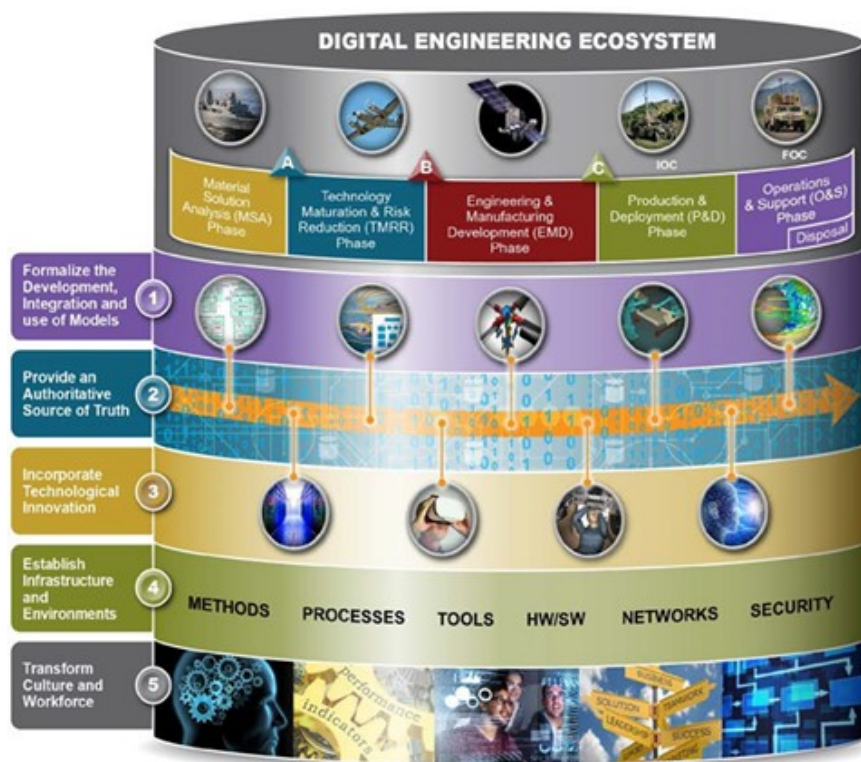 DIGITAL ENGINEERING ECOSYSTEM
A
B
C
IOC
FOC
Material
Solution
Analysis (MSA)
Phase
Technology
Maturation & Risk
Reduction (TMRR)
Phase
Engineering &
Manufacturing
Development (EMD)
Phase
Production &
Deployment (P&D)
Phase
Operations
& Support (O&S)
Phase
Disposal
Formalize the
Development,
Integration and
use of Models
1
Provide an
Authoritative
Source of Truth
2
Incorporate
Technological
Innovation
3
Establish
Infrastructure
and
Environments
4
METHODS
PROCESSES
TOOLS
HW/SW
NETWORKS
SECURITY
Transform
Culture and
Workforce
5
performance
indicators
BUSINESS
SOLUTION
TEAMWORK
LEADERSHIP
SUCCESS